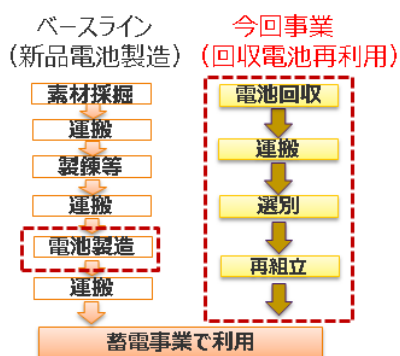 ベースライン
(新品電池製造)
素材採掘
運搬
製錬等
運搬
電池製造
運搬
今回事業
(回収電池再利用)
電池回収
運搬
選別
再組立
蓄電事業で利用